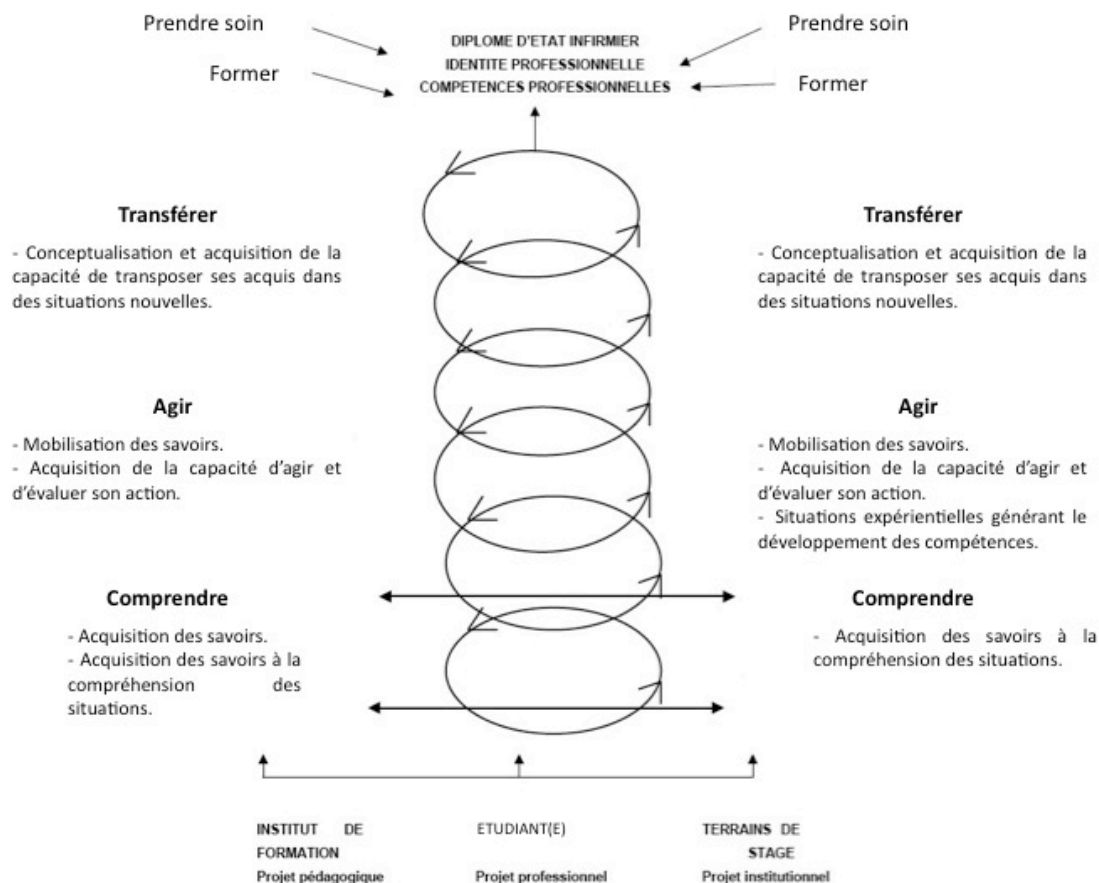 Prendre soin
Former
DIPLOME D'ETAT INFIRMIER
IDENTITE PROFESSIONNELLE
COMPETENCES PROFESSIONNELLES
Prendre soin
Former
Transférer
- Conceptualisation et acquisition de la
capacité de transposer ses acquis dans
des situations nouvelles.
Agir
- Mobilisation des savoirs.
- Acquisition de la capacité d'agir et
d'évaluer son action.
Comprendre
- Acquisition des savoirs.
- Acquisition des savoirs à la
compréhension des
situations.
Transférer
- Conceptualisation et acquisition de la
capacité de transposer ses acquis dans
des situations nouvelles.
Agir
- Mobilisation des savoirs.
- Acquisition de la capacité d'agir et
d'évaluer son action.
- Situations expérientielles générant le
développement des compétences.
Comprendre
- Acquisition des savoirs à la
compréhension des situations.
INSTITUT DE
FORMATION
Projet pédagogique
ETUDIANT(E)
Projet professionnel
TERRAINS DE
STAGE
Projet institutionnel